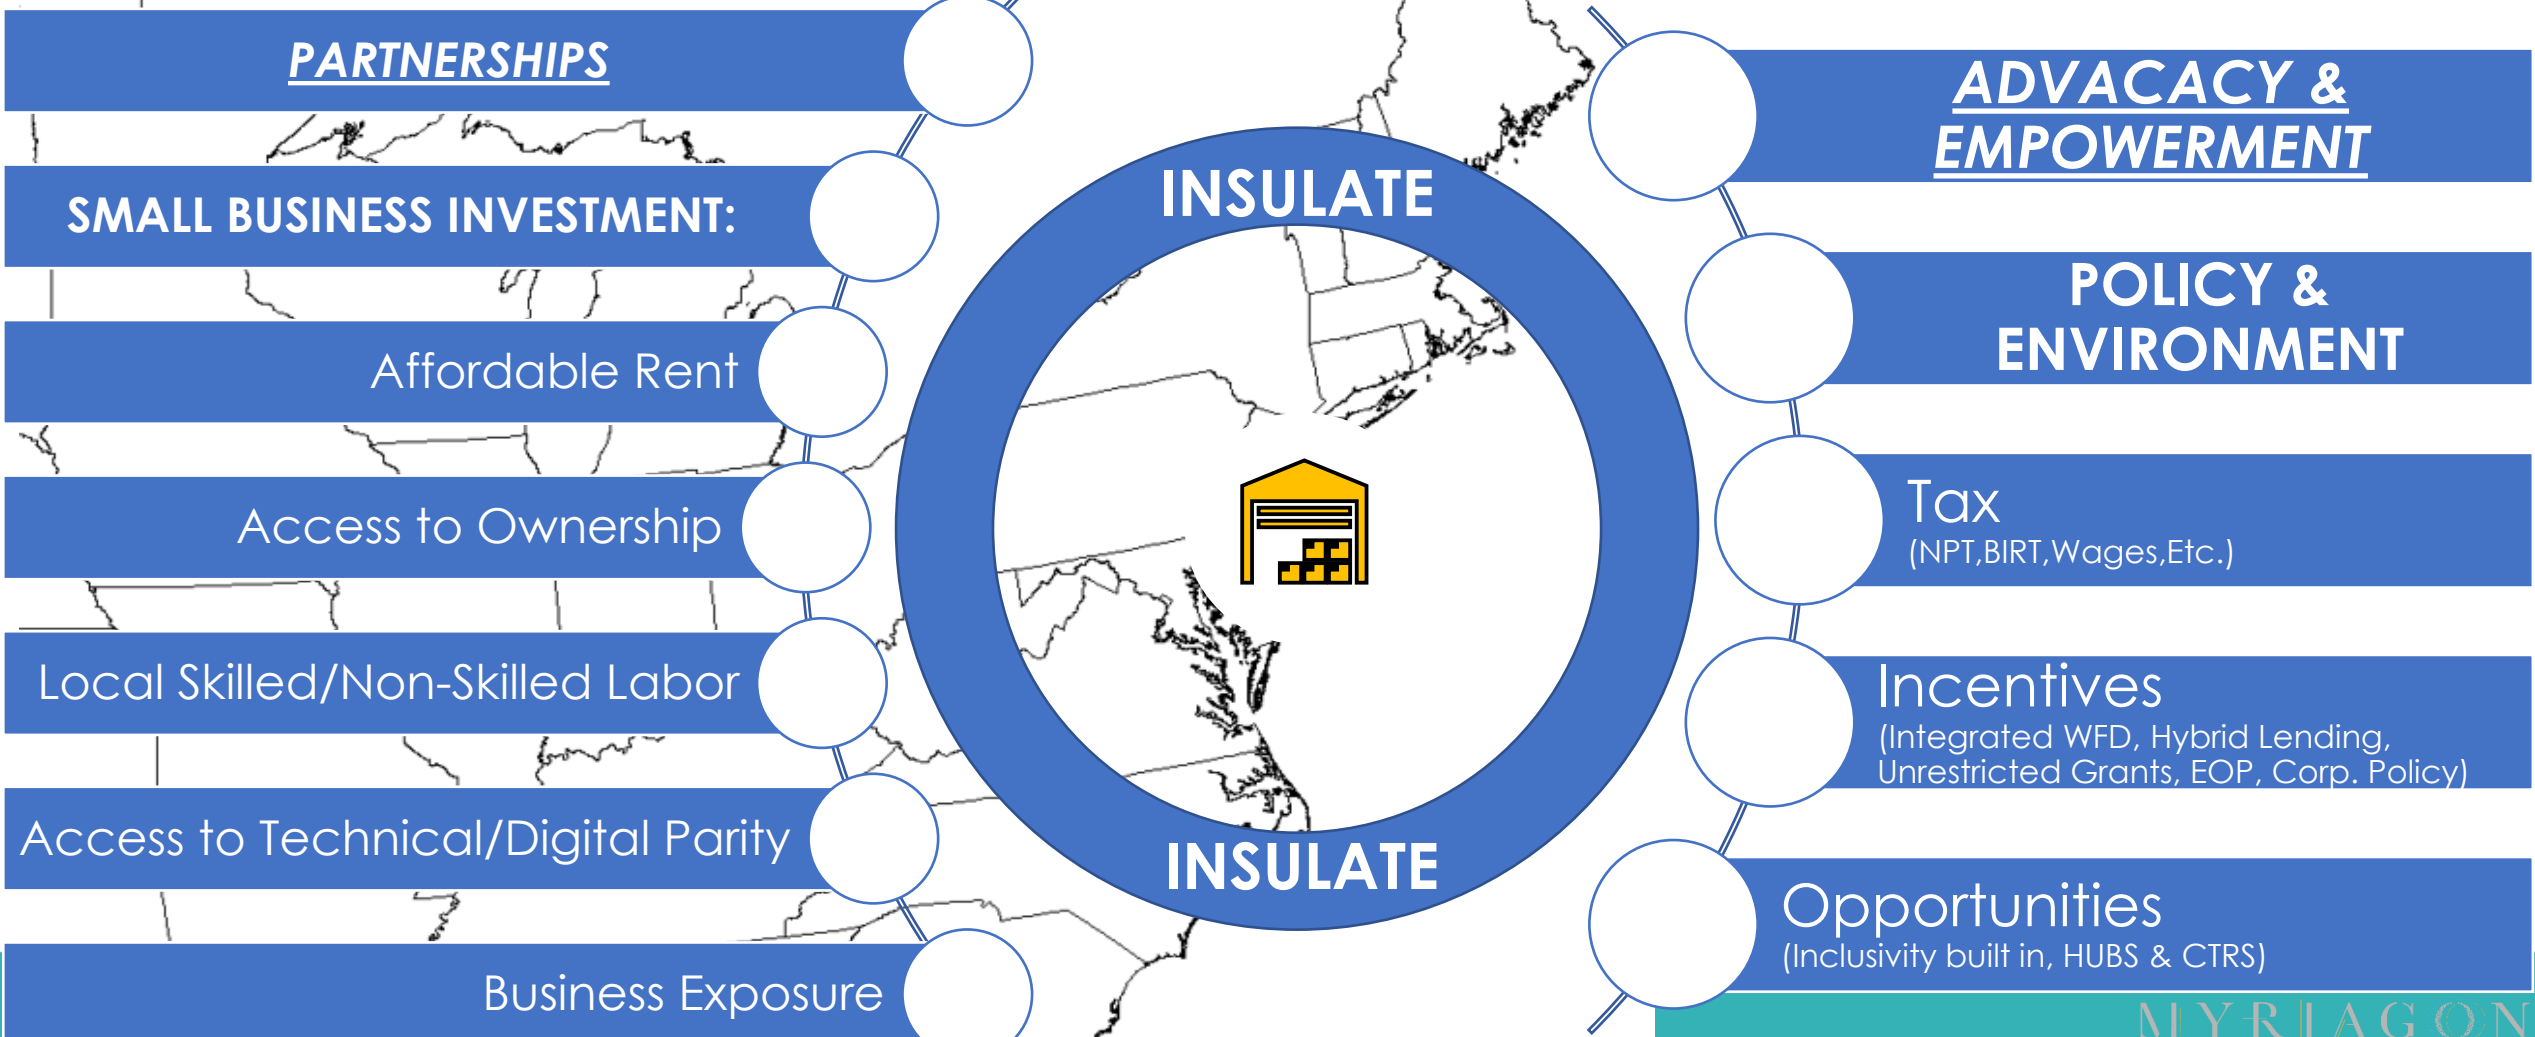 PARTNERSHIPS
SMALL BUSINESS INVESTMENT:
Affordable Rent
Access to Ownership
Local Skilled/Non-Skilled Labor
Access to Technical/Digital Parity
Business Exposure
INSULATE
INSULATE
ADVACACY &
EMPOWERMENT
POLICY &
ENVIRONMENT
Tax
(NPT,BIRT,Wages,Etc.)
Incentives
(Integrated WFD, Hybrid Lending,
Unrestricted Grants, EOP, Corp. Policy)
Opportunities
(Inclusivity built in, HUBS & CTRS)
MYRIAGON